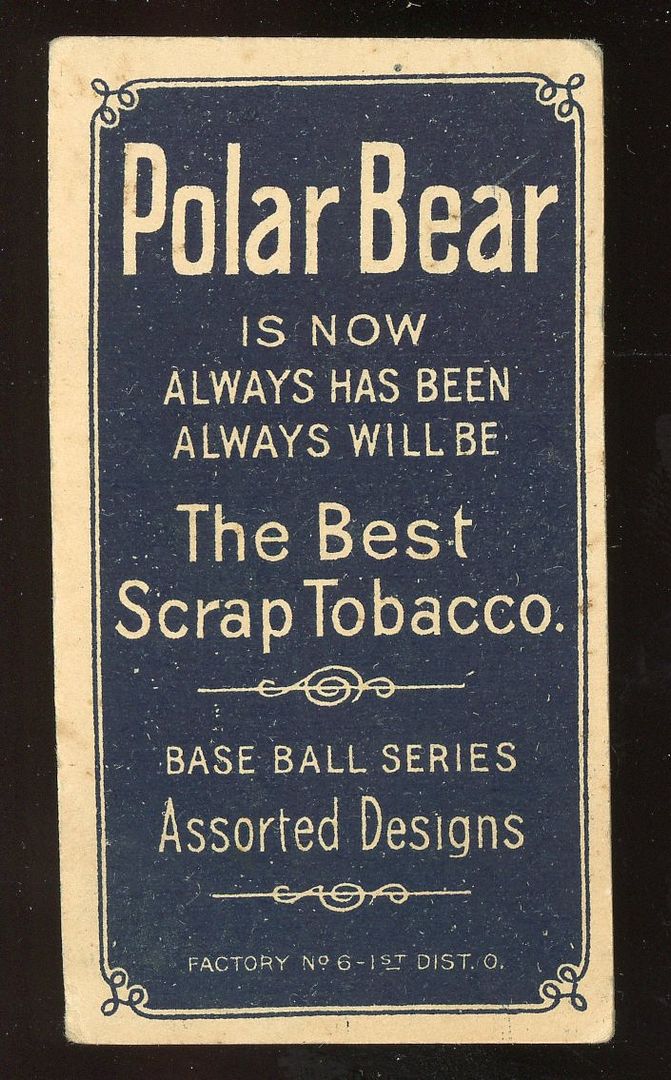 Polar Bear
IS NOW
ALWAYS HAS BEEN
ALWAYS WILL BE
The Best
Scrap Tobacco.
BASE BALL SERIES
Assorted Designs
FACTORY Nº 6-1ST DIST. O.